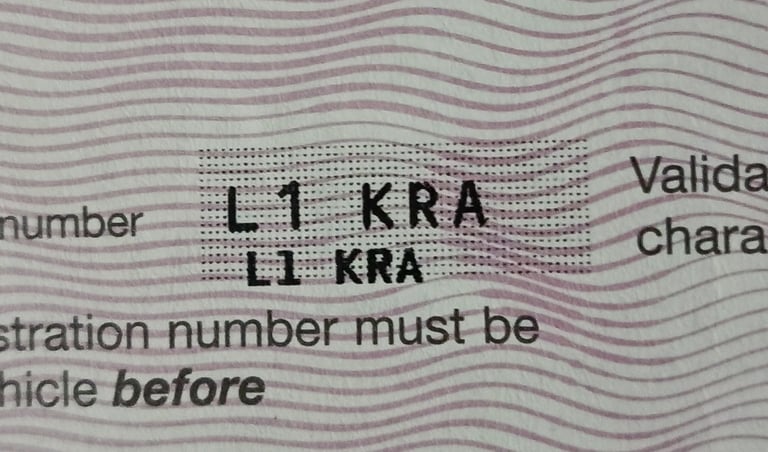 number
L1 KRA
L1 KRA
Valida
chara
stration number must be
hicle before